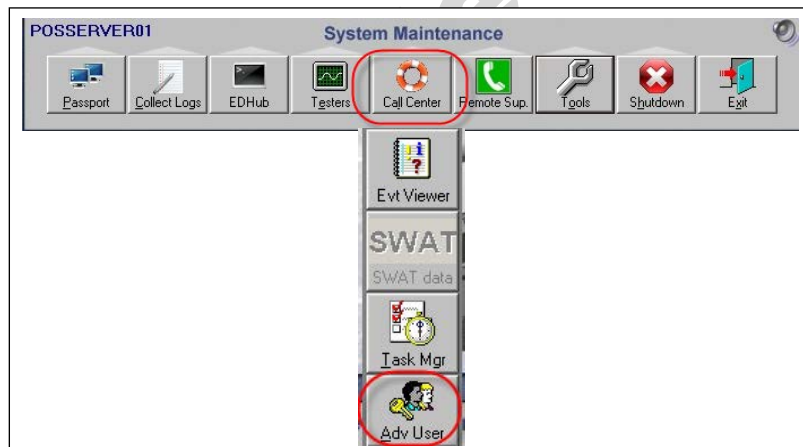 POSSERVER01
System Maintenance
Passport
Collect Logs
EDHub
Testers
Call Center
Remote Sup.
Tools
Shutdown
Exit
Evt Viewer
SWAT
SWAT data
Task Mgr
Adv User